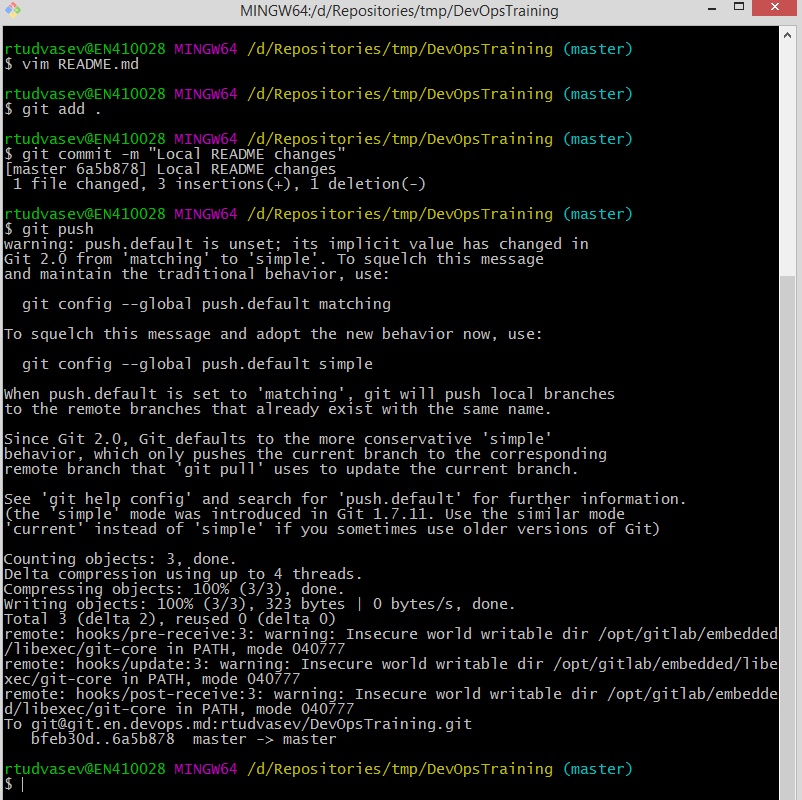 MINGW64:/d/Repositories/tmp/DevOpsTraining
rtudvasev@EN410028 MINGW64 /d/Repositories/tmp/DevOpsTraining (master)
$ vim README.md
rtudvasev@EN410028 MINGW64 /d/Repositories/tmp/DevOpsTraining (master)
$ git add .
rtudvasev@EN410028 MINGW64 /d/Repositories/tmp/DevOpsTraining (master)
$ git commit -m "Local README changes"
[master 6a5b878] Local README changes
 1 file changed, 3 insertions(+), 1 deletion(-)
rtudvasev@EN410028 MINGW64 /d/Repositories/tmp/DevOpsTraining (master)
$ git push
warning: push.default is unset; its implicit value has changed in
Git 2.0 from 'matching' to 'simple'. To squelch this message
and maintain the traditional behavior, use:
  git config --global push.default matching
To squelch this message and adopt the new behavior now, use:
  git config --global push.default simple
When push.default is set to 'matching', git will push local branches
to the remote branches that already exist with the same name.
Since Git 2.0, Git defaults to the more conservative 'simple'
behavior, which only pushes the current branch to the corresponding
remote branch that 'git pull' uses to update the current branch.
See 'git help config' and search for 'push.default' for further information.
(the 'simple' mode was introduced in Git 1.7.11. Use the similar mode
'current' instead of 'simple' if you sometimes use older versions of Git)
Counting objects: 3, done.
Delta compression using up to 4 threads.
Compressing objects: 100% (3/3), done.
Writing objects: 100% (3/3), 323 bytes | 0 bytes/s, done.
Total 3 (delta 2), reused 0 (delta 0)
remote: hooks/pre-receive:3: warning: Insecure world writable dir /opt/gitlab/embedded
/libexec/git-core in PATH, mode 040777
remote: hooks/update:3: warning: Insecure world writable dir /opt/gitlab/embedded/libe
xec/git-core in PATH, mode 040777
remote: hooks/post-receive:3: warning: Insecure world writable dir /opt/gitlab/embedde
d/libexec/git-core in PATH, mode 040777
To git@git.en.devops.md:rtudvasev/DevOpsTraining.git
   bfeb30d..6a5b878  master -> master
rtudvasev@EN410028 MINGW64 /d/Repositories/tmp/DevOpsTraining (master)
$